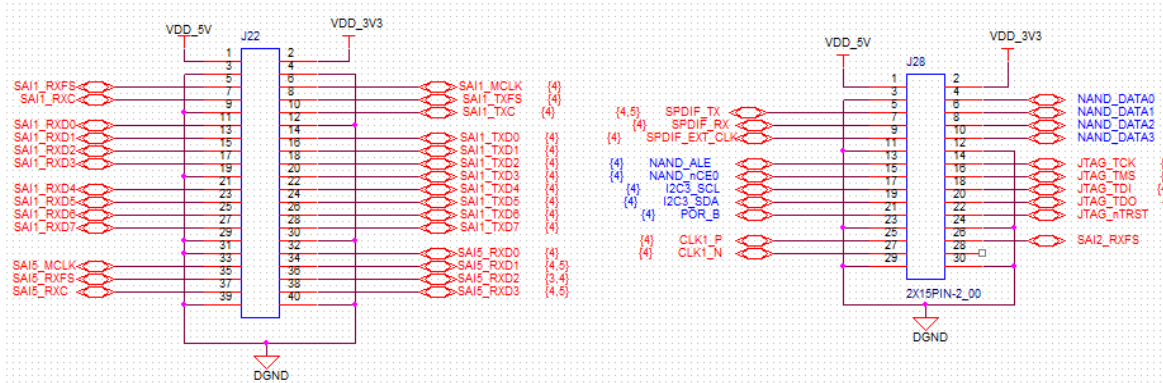 VDD_5V J22 VDD_3V3
1 2
3 4
SAI1_RXFS 5 6 SAI1_MCLK {4}
SAI1_RXC 7 8 SAI1_TXFS {4}
9 10 SAI1_TXC {4}
SAI1_RXD0 11 12
SAI1_RXD1 13 14 SAI1_TXD0 {4}
SAI1_RXD2 15 16 SAI1_TXD1 {4}
SAI1_RXD3 17 18 SAI1_TXD2 {4}
19 20 SAI1_TXD3 {4}
SAI1_RXD4 21 22 SAI1_TXD4 {4}
SAI1_RXD5 23 24 SAI1_TXD5 {4}
SAI1_RXD6 25 26 SAI1_TXD6 {4}
SAI1_RXD7 27 28 SAI1_TXD7 {4}
29 30
31 32 SAI5_RXD0 {4}
SAI5_MCLK 33 34 SAI5_RXD1 {4,5}
SAI5_RXFS 35 36 SAI5_RXD2 {3,4}
SAI5_RXC 37 38 SAI5_RXD3 {4,5}
39 40
DGND
VDD_5V J28 VDD_3V3
1 2
3 4 NAND_DATA0
{4,5} SPDIF_TX 5 6 NAND_DATA1
{4} SPDIF_RX 7 8 NAND_DATA2
{4} SPDIF_EXT_CLK 9 10 NAND_DATA3
11 12
{4} NAND_ALE 13 14 JTAG_TCK
{4} NAND_nCE0 15 16 JTAG_TMS
{4} I2C3_SCL 17 18 JTAG_TDI
{4} I2C3_SDA 19 20 JTAG_TDO
{4} POR_B 21 22 JTAG_nTRST
23 24
{4} CLK1_P 25 26 SAI2_RXFS
{4} CLK1_N 27 28
29 30
2X15PIN-2_00
DGND